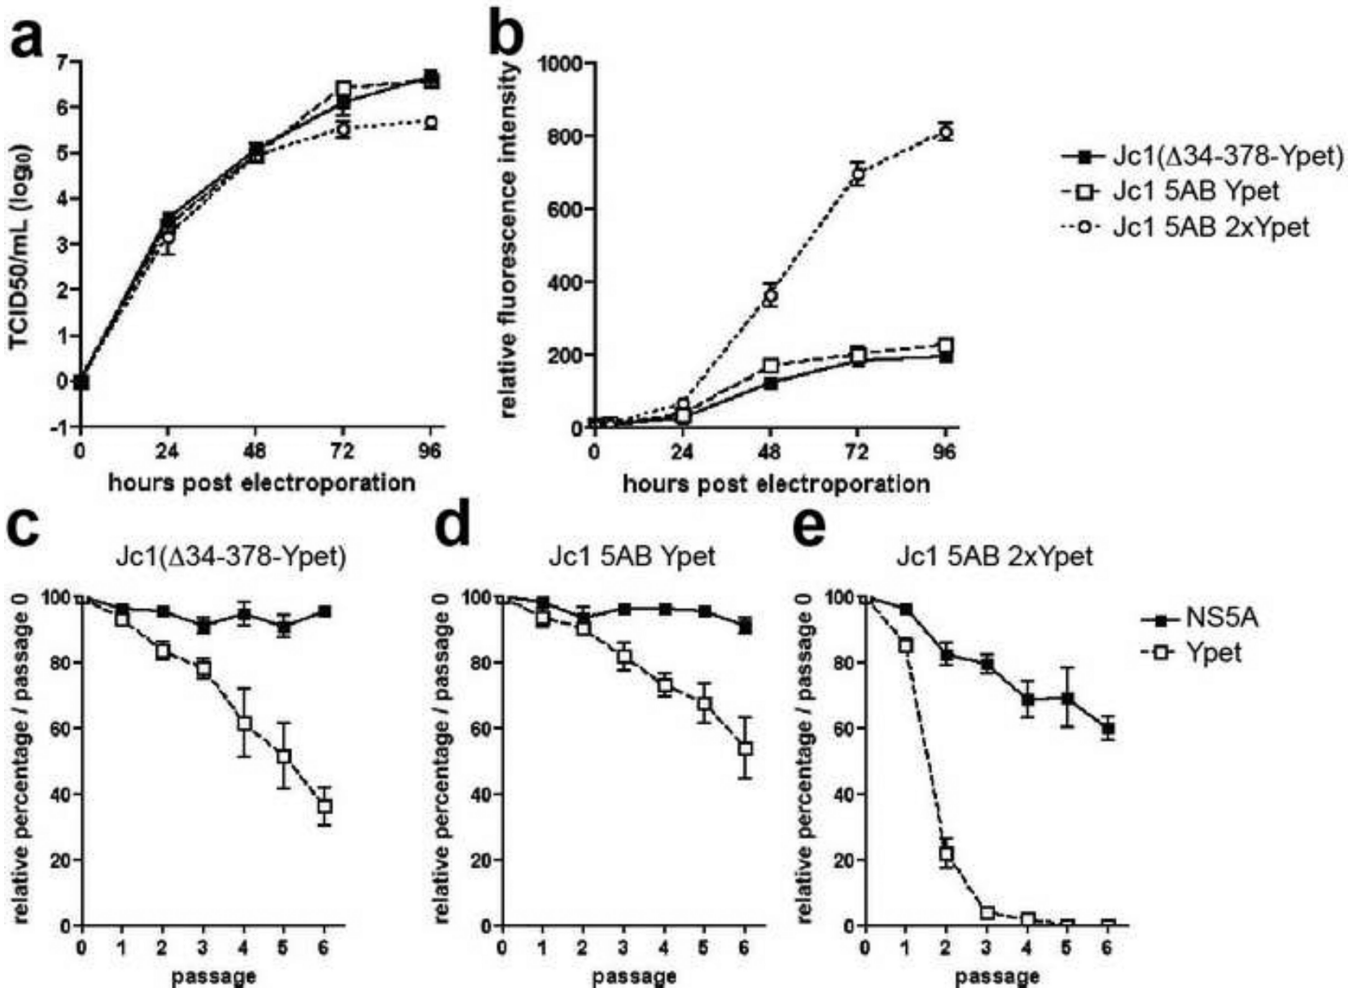 a
TCID50/mL (log₁₀)
7
6
5
4
3
2
1
0
-1
0 24 48 72 96
hours post electroporation
b
relative fluorescence intensity
1000
800
600
400
200
0
0 24 48 72 96
hours post electroporation
Jc1(Δ34-378-Ypet)
Jc1 5AB Ypet
Jc1 5AB 2xYpet
c
Jc1(Δ34-378-Ypet)
relative percentage / passage 0
100
80
60
40
20
0
0 1 2 3 4 5 6
passage
d
Jc1 5AB Ypet
relative percentage / passage 0
100
80
60
40
20
0
0 1 2 3 4 5 6
passage
e
Jc1 5AB 2xYpet
relative percentage / passage 0
100
80
60
40
20
0
0 1 2 3 4 5 6
passage
NS5A
Ypet